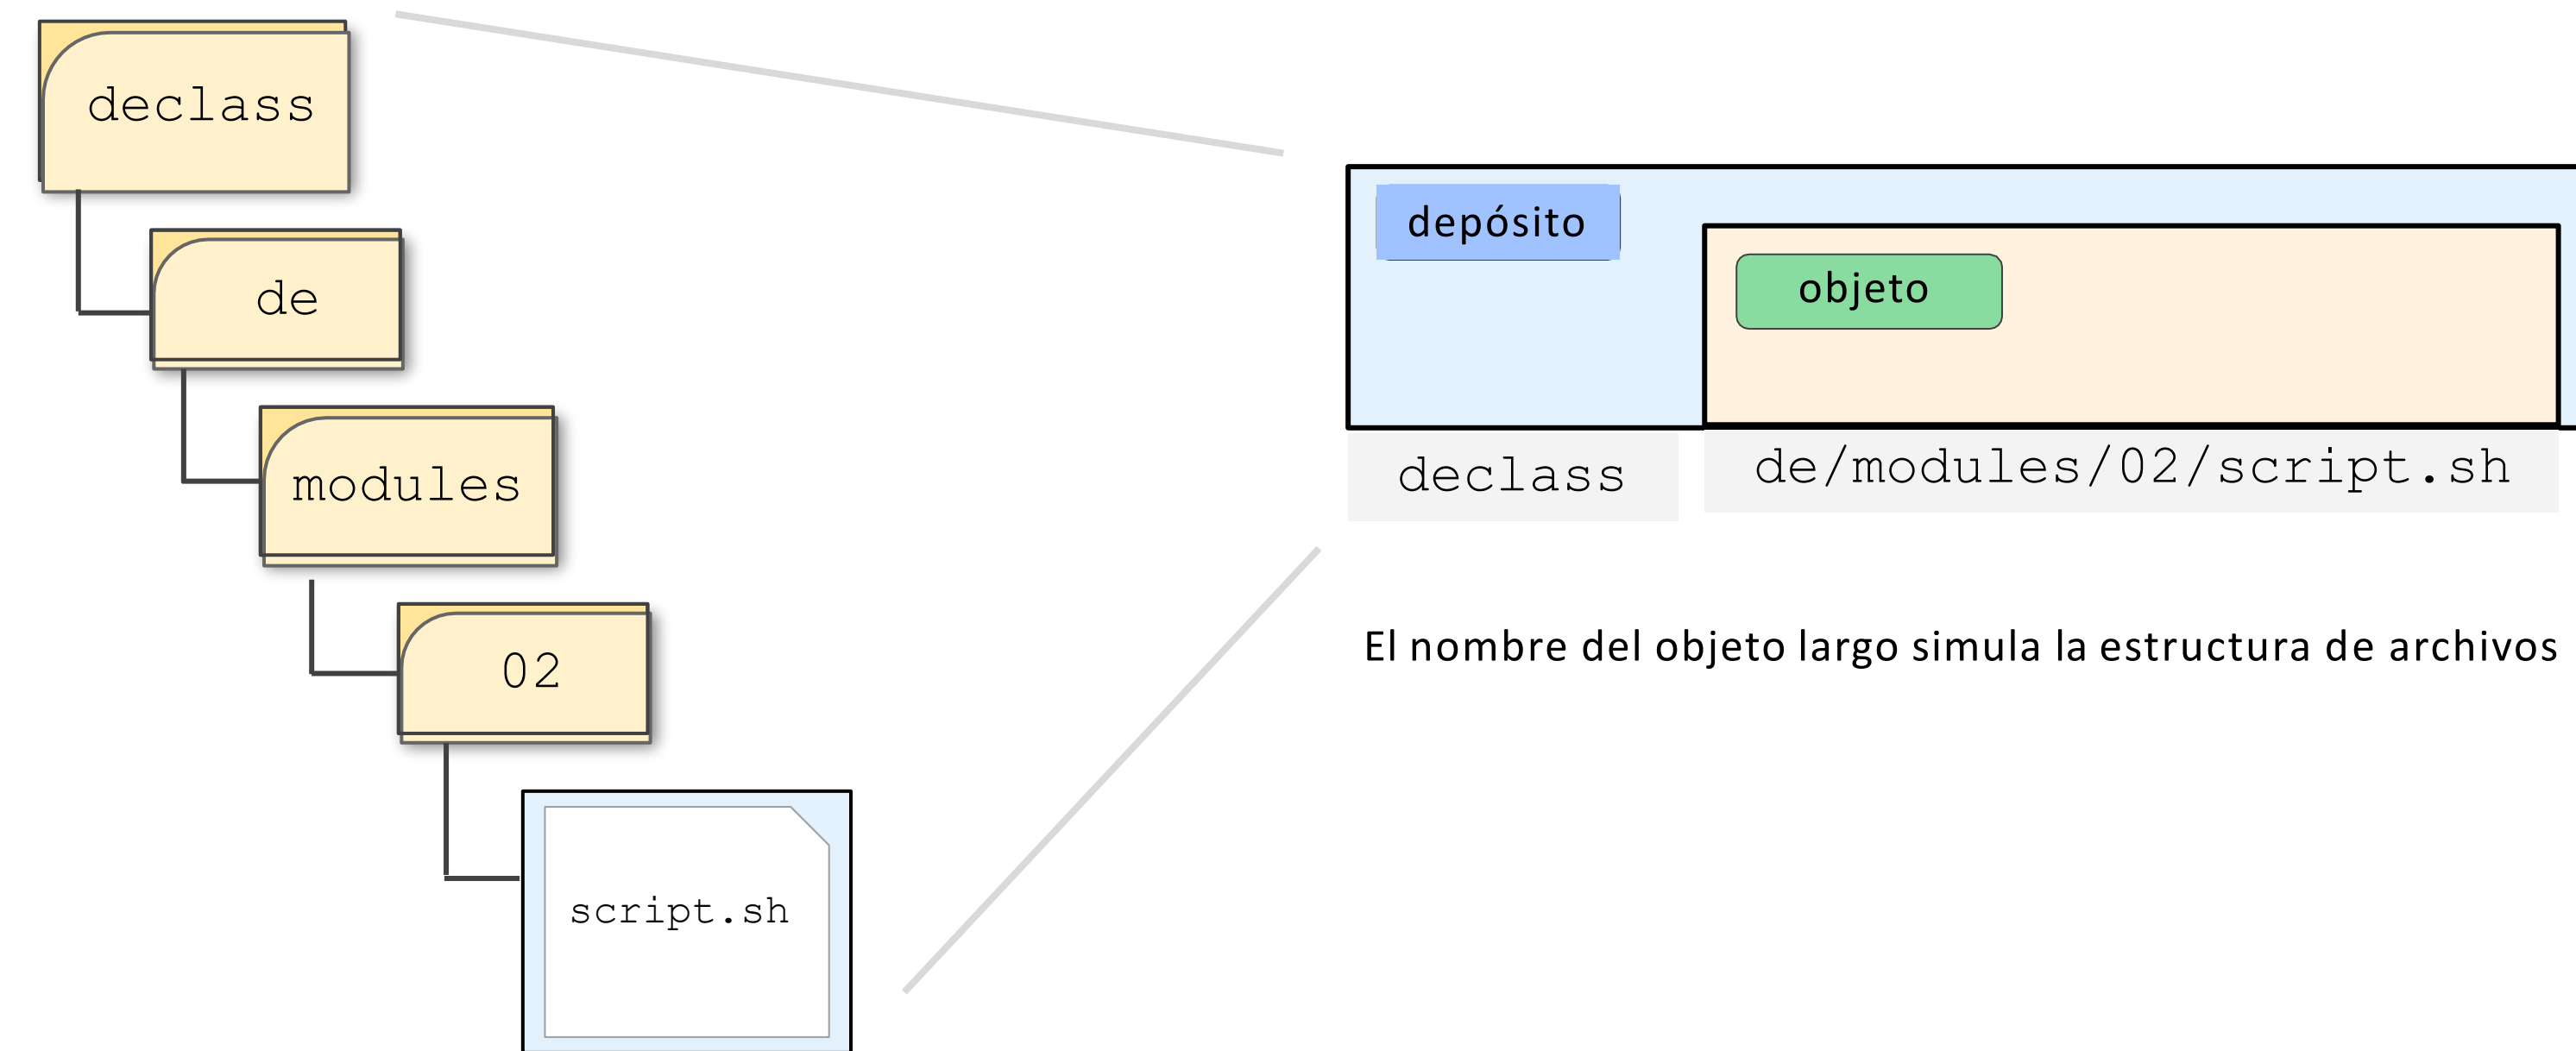 declass
de
modules
02
script.sh
depósito
objeto
declass
de/modules/02/script.sh
El nombre del objeto largo simula la estructura de archivos